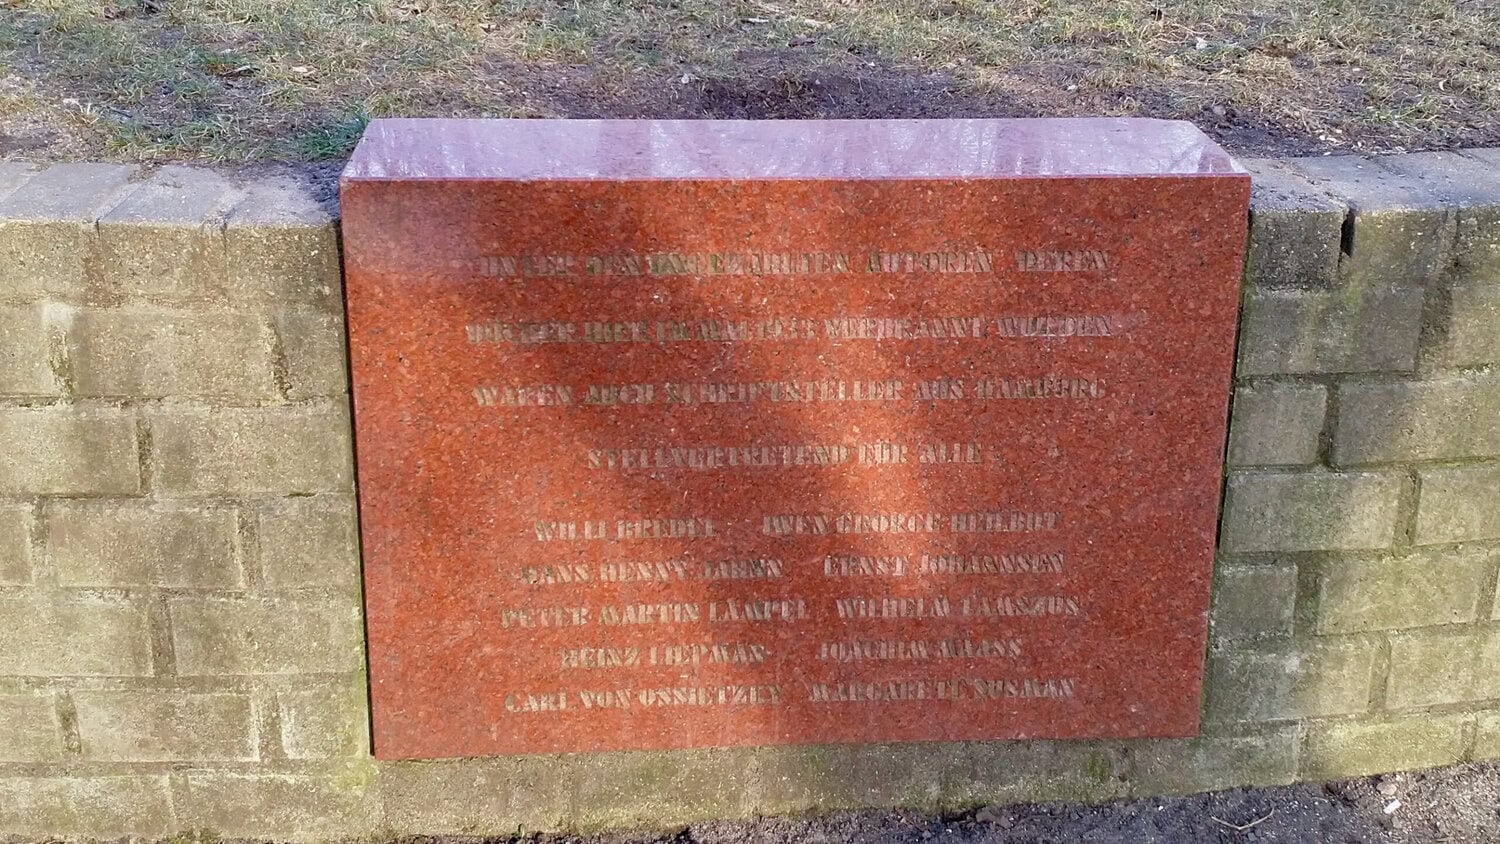 UNTER DEN UNGEZÄHLTEN AUTOREN DEREN
BÜCHER HIER IM MAI 1933 VERBRANNT WURDEN
WAREN AUCH SCHRIFTSTELLER AUS HAMBURG
STELLVERTRETEND FÜR ALLE:
WILLI BREDEL IWEN GEORGE HEILBUT
HANS HENNY JAHNN ERNST JOHANNSEN
PETER MARTIN LAMPEL WILHELM LAMSZUS
HEINZ LIEPMAN JOACHIM MAASS
CARL VON OSSIETZKY MARGARETE SUSMAN